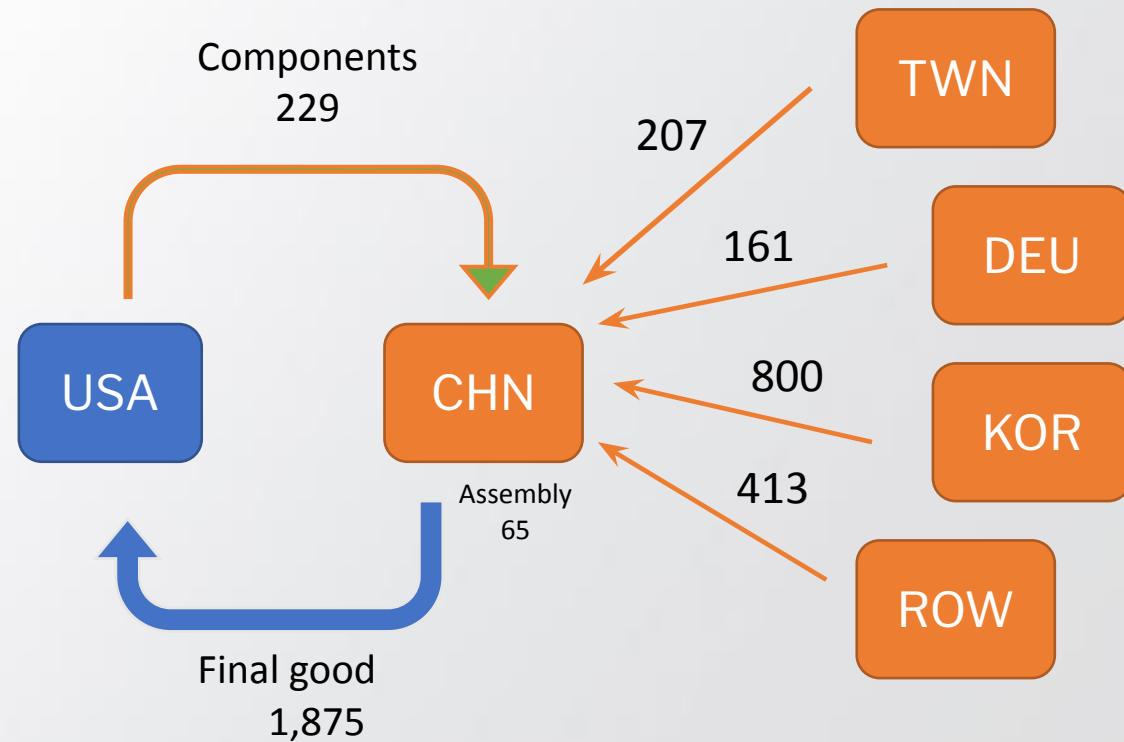 Components
229
TWN
207
161
DEU
USA
CHN
800
KOR
413
Assembly
65
ROW
Final good
1,875